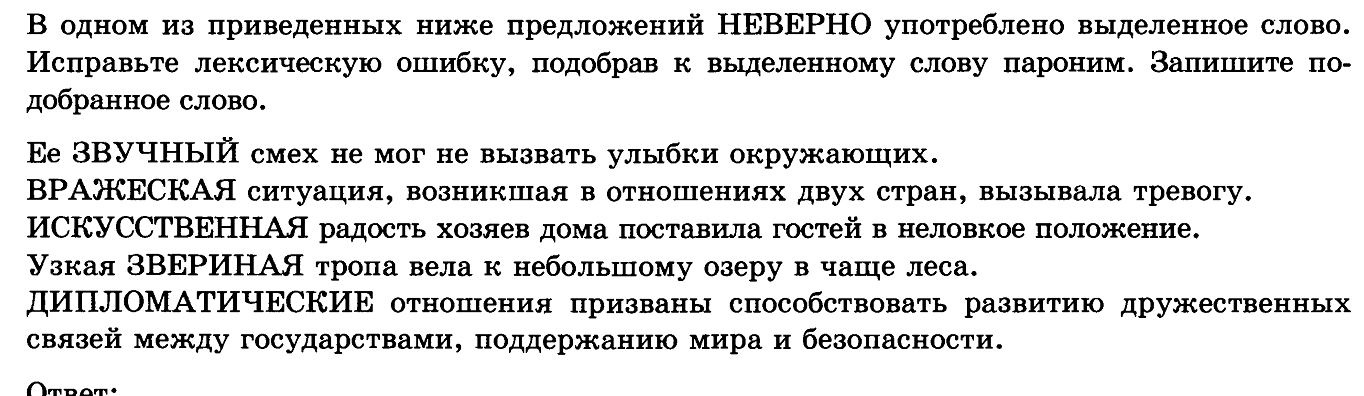 В одном из приведенных ниже предложений НЕВЕРНО употреблено выделенное слово.
Исправьте лексическую ошибку, подобрав к выделенному слову пароним. Запишите по-
добранное слово.
Ее ЗВУЧНЫЙ смех не мог не вызвать улыбки окружающих.
ВРАЖЕСКАЯ ситуация, возникшая в отношениях двух стран, вызывала тревогу.
ИСКУССТВЕННАЯ радость хозяев дома поставила гостей в неловкое положение.
Узкая ЗВЕРИНАЯ тропа вела к небольшому озеру в чаще леса.
ДИПЛОМАТИЧЕСКИЕ отношения призваны способствовать развитию дружественных
связей между государствами, поддержанию мира и безопасности.
Ответ: